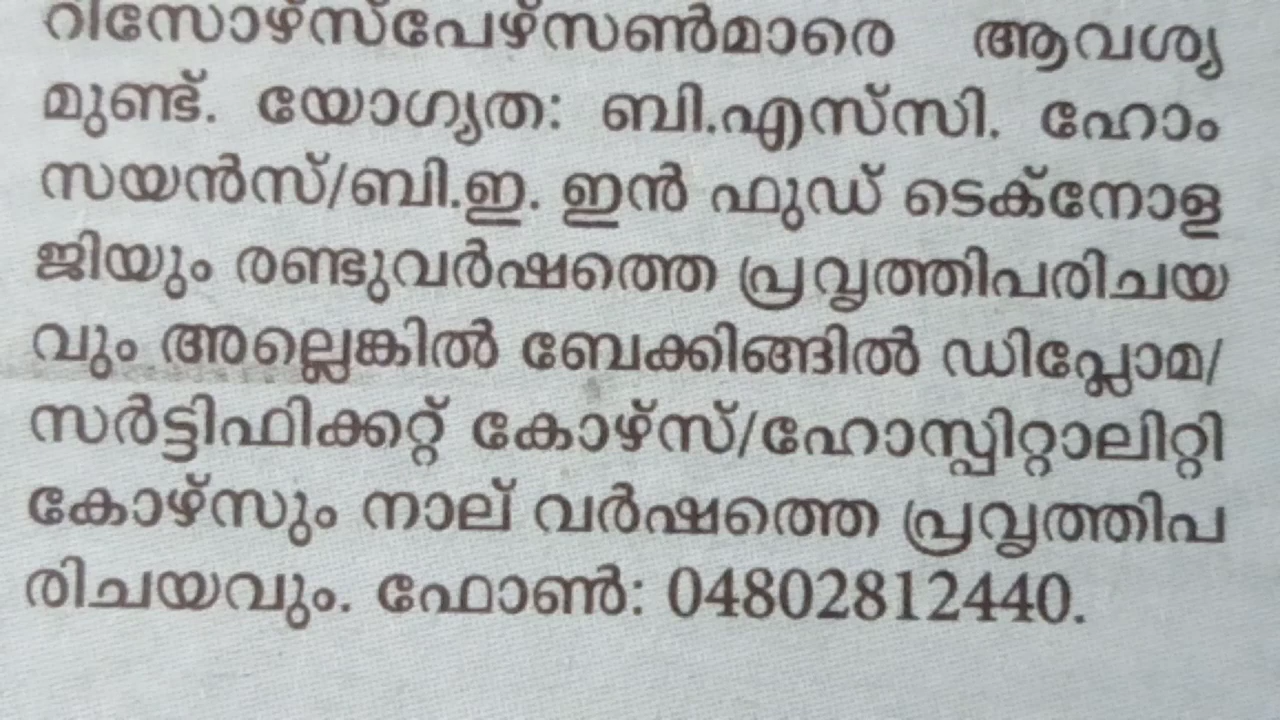 റിസോഴ്സ്പേഴ്സൺമാരെ ആവശ്യ
മുണ്ട്. യോഗ്യത: ബി.എസ്‌സി. ഹോം
സയൻസ്/ബി.ഇ. ഇൻ ഫുഡ് ടെക്നോള
ജിയും രണ്ടുവർഷത്തെ പ്രവൃത്തിപരിചയ
വും അല്ലെങ്കിൽ ബേക്കിങ്ങിൽ ഡിപ്ലോമ/
സർട്ടിഫിക്കറ്റ് കോഴ്സ്/ഹോസ്പിറ്റാലിറ്റി
കോഴ്സും നാല് വർഷത്തെ പ്രവൃത്തിപ
രിചയവും. ഫോൺ: 04802812440.